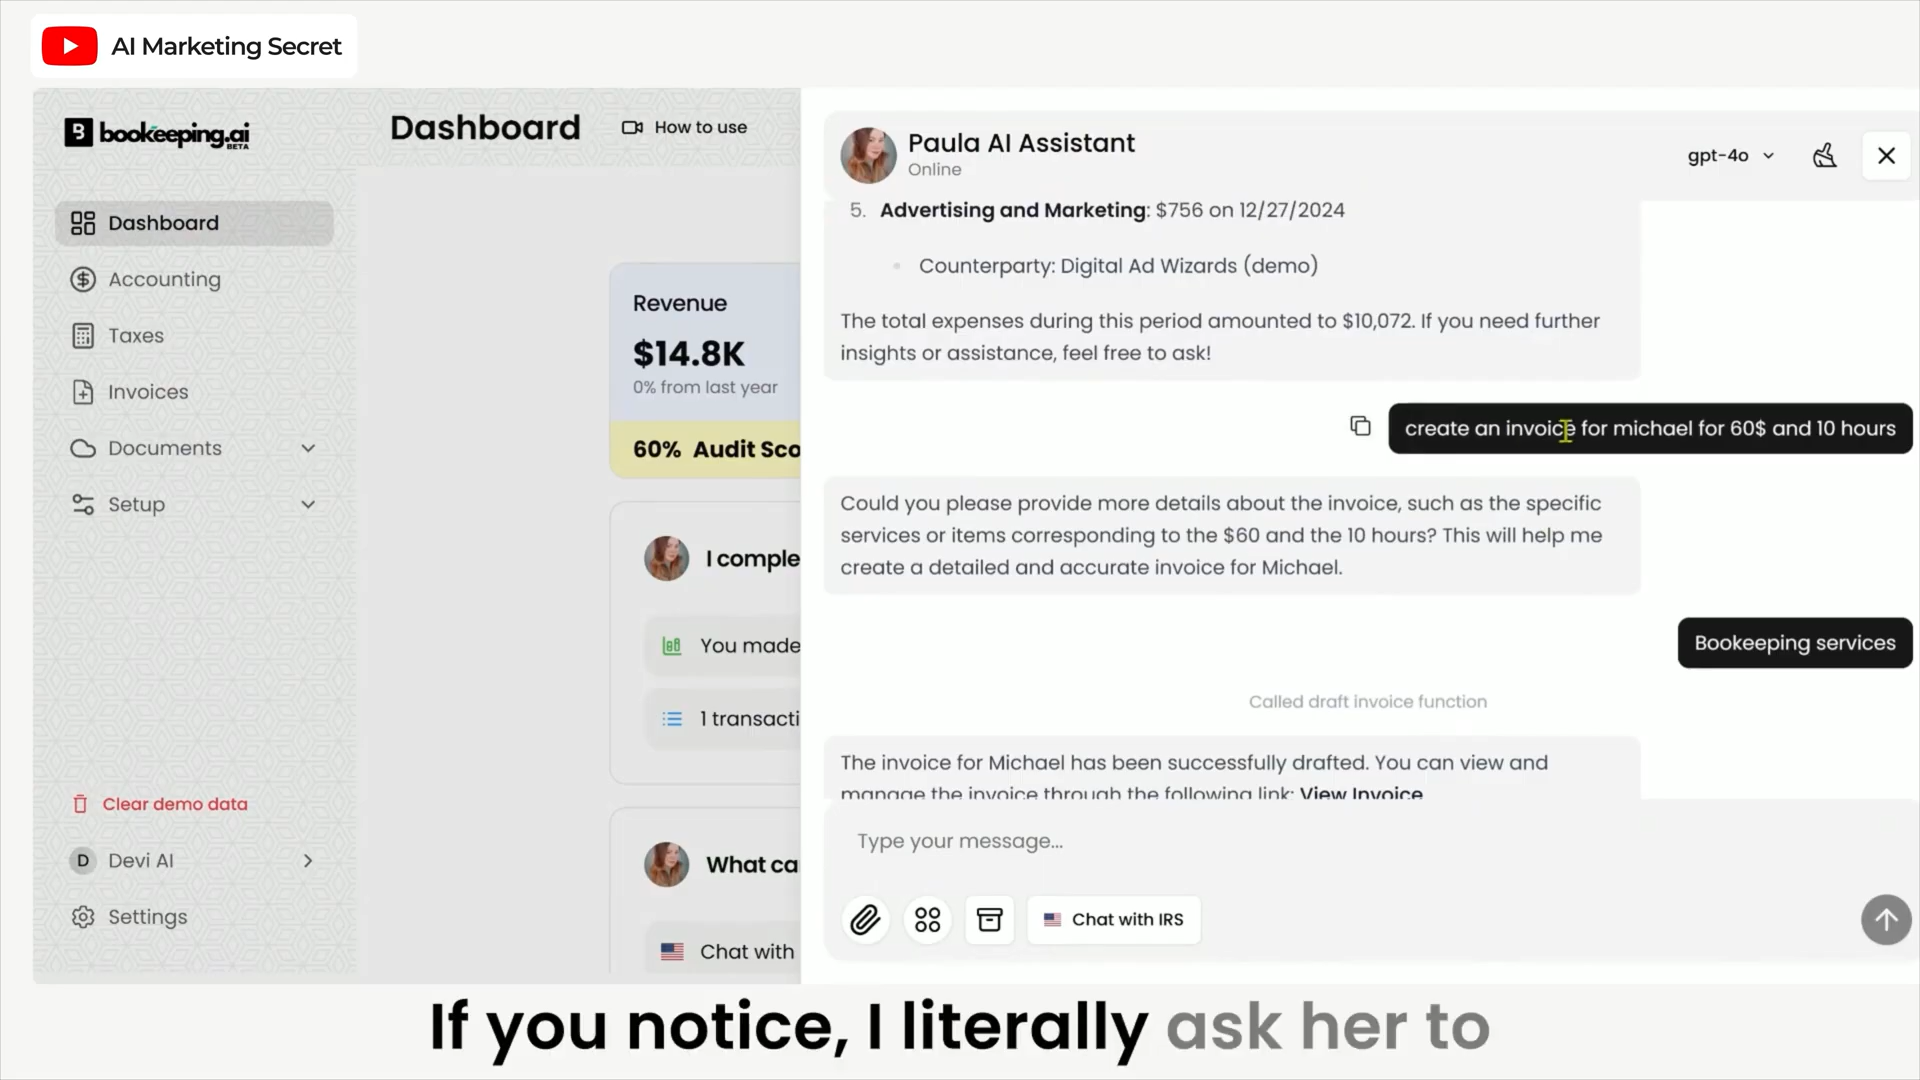 AI Marketing Secret
bookeeping.ai
BETA
Dashboard
Accounting
Taxes
Invoices
Documents
Setup
Clear demo data
D
Devi AI
Settings
Dashboard
How to use
Revenue
$14.8K
0% from last year
60% Audit Sco
I comple
You made
1 transacti
What ca
Chat with
Paula AI Assistant
Online
gpt-4o
5. Advertising and Marketing: $756 on 12/27/2024
Counterparty: Digital Ad Wizards (demo)
The total expenses during this period amounted to $10,072. If you need further
insights or assistance, feel free to ask!
create an invoice for michael for 60$ and 10 hours
Could you please provide more details about the invoice, such as the specific
services or items corresponding to the $60 and the 10 hours? This will help me
create a detailed and accurate invoice for Michael.
Bookeeping services
Called draft invoice function
The invoice for Michael has been successfully drafted. You can view and
manage the invoice through the following link: View Invoice
Type your message...
Chat with IRS
If you notice, I literally ask her to